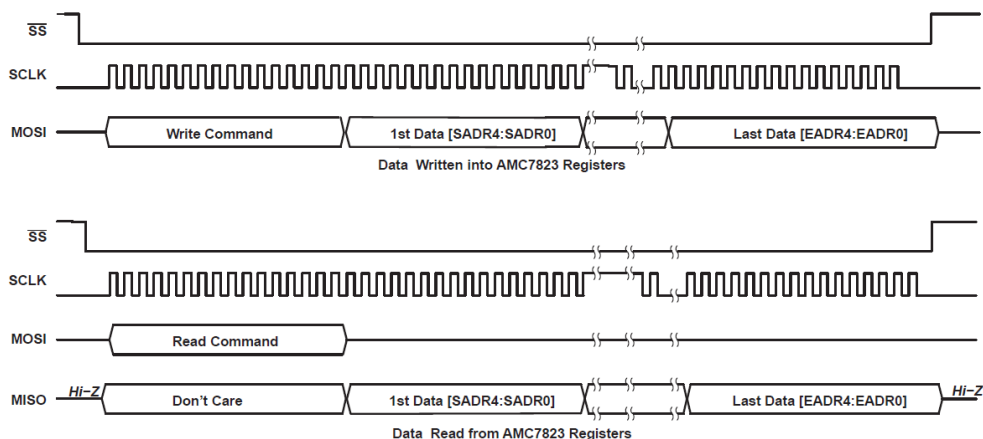 SS
SCLK
MOSI Write Command 1st Data [SADR4:SADR0] Last Data [EADR4:EADR0]
Data Written into AMC7823 Registers
SS
SCLK
MOSI Read Command
MISO Hi-Z Don't Care 1st Data [SADR4:SADR0] Last Data [EADR4:EADR0] Hi-Z
Data Read from AMC7823 Registers